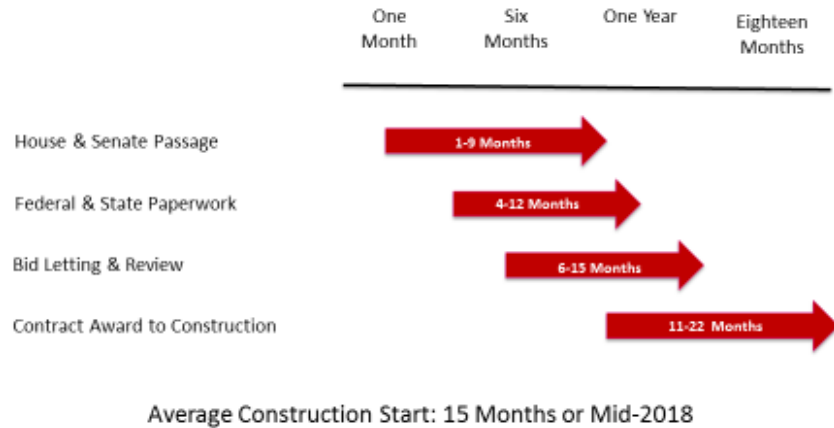 One
Month
Six
Months
One Year
Eighteen
Months
House & Senate Passage
1-9 Months
Federal & State Paperwork
4-12 Months
Bid Letting & Review
6-15 Months
Contract Award to Construction
11-22 Months
Average Construction Start: 15 Months or Mid-2018